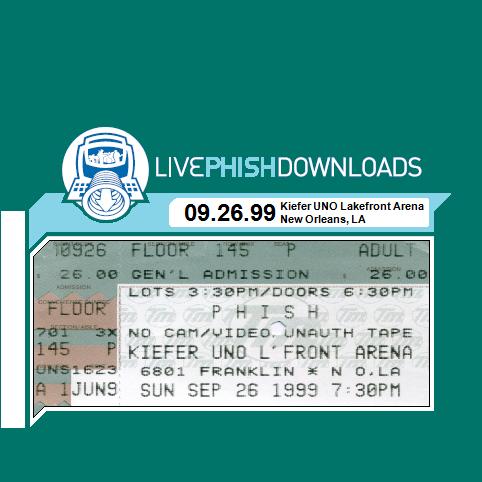 LIVEPHISHDOWNLOADS
09.26.99 Kiefer UNO Lakefront Arena
New Orleans, LA
T0926 FLOOR 145 P ADULT
26.00 GEN'L ADMISSION 26.00
ADMISSION
LOTS 3:30PM/DOORS 6:30PM
FLOOR
P H I S H
701 3X
NO CAM/VIDEO UNAUTH TAPE
145 P
KIEFER UNO L'FRONT ARENA
UNS1623
6801 FRANKLIN * N O.LA
A 1JUN9
SUN SEP 26 1999 7:30PM